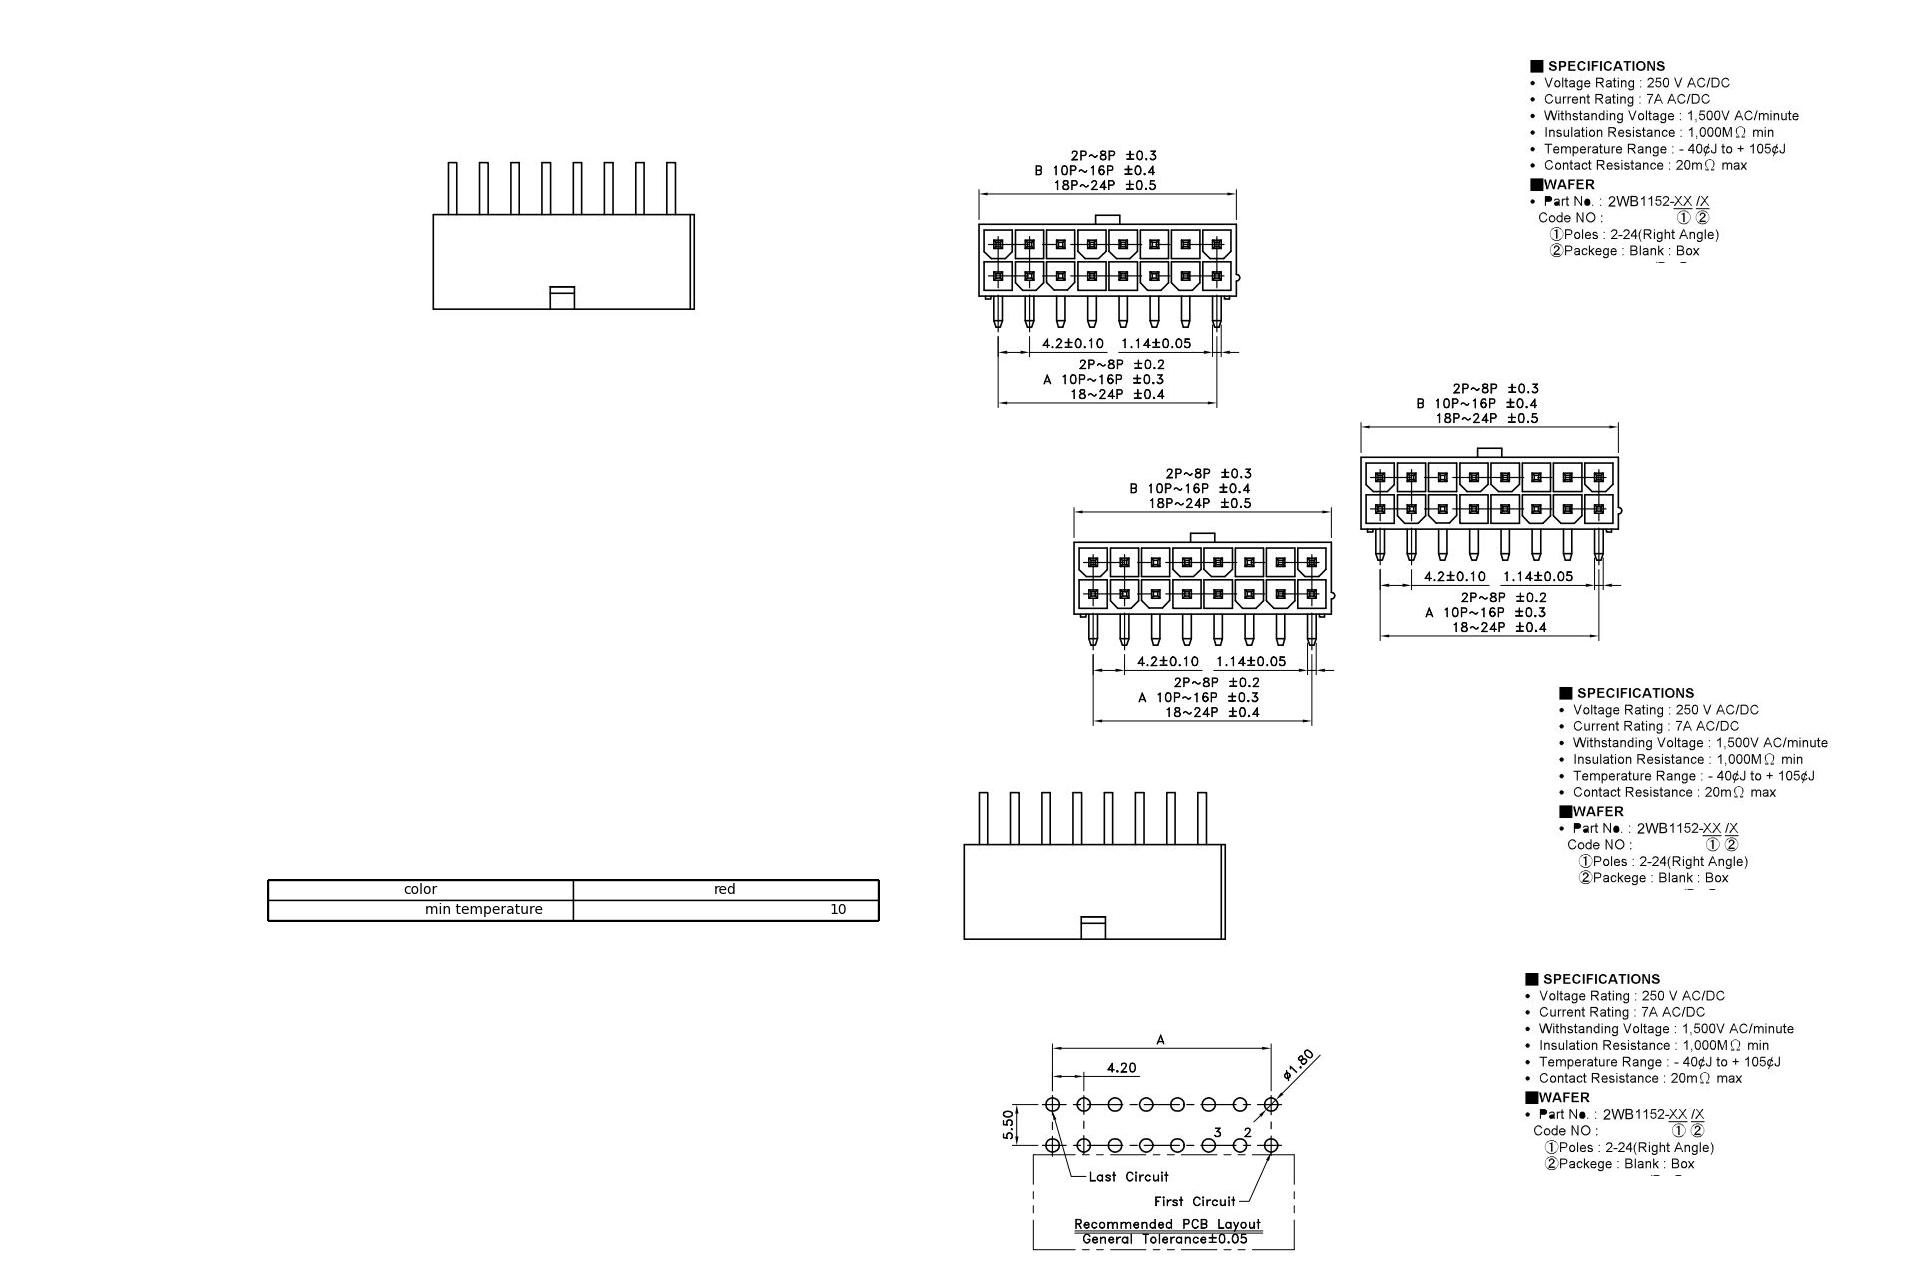 ■ SPECIFICATIONS
• Voltage Rating : 250 V AC/DC
• Current Rating : 7A AC/DC
• Withstanding Voltage : 1,500V AC/minute
• Insulation Resistance : 1,000MΩ min
• Temperature Range : - 40¢J to + 105¢J
• Contact Resistance : 20mΩ max
■WAFER
• Part No. : 2WB1152-XX /X
Code NO : ① ②
①Poles : 2-24(Right Angle)
②Packege : Blank : Box
2P~8P ±0.3
B 10P~16P ±0.4
18P~24P ±0.5
4.2±0.10 1.14±0.05
2P~8P ±0.2
A 10P~16P ±0.3
18~24P ±0.4
2P~8P ±0.3
B 10P~16P ±0.4
18P~24P ±0.5
4.2±0.10 1.14±0.05
2P~8P ±0.2
A 10P~16P ±0.3
18~24P ±0.4
2P~8P ±0.3
B 10P~16P ±0.4
18P~24P ±0.5
4.2±0.10 1.14±0.05
2P~8P ±0.2
A 10P~16P ±0.3
18~24P ±0.4
■ SPECIFICATIONS
• Voltage Rating : 250 V AC/DC
• Current Rating : 7A AC/DC
• Withstanding Voltage : 1,500V AC/minute
• Insulation Resistance : 1,000MΩ min
• Temperature Range : - 40¢J to + 105¢J
• Contact Resistance : 20mΩ max
■WAFER
• Part No. : 2WB1152-XX /X
Code NO : ① ②
①Poles : 2-24(Right Angle)
②Packege : Blank : Box
color red
min temperature 10
■ SPECIFICATIONS
• Voltage Rating : 250 V AC/DC
• Current Rating : 7A AC/DC
• Withstanding Voltage : 1,500V AC/minute
• Insulation Resistance : 1,000MΩ min
• Temperature Range : - 40¢J to + 105¢J
• Contact Resistance : 20mΩ max
■WAFER
• Part No. : 2WB1152-XX /X
Code NO : ① ②
①Poles : 2-24(Right Angle)
②Packege : Blank : Box
A
4.20
ø1.80
5.50
3 2
Last Circuit
First Circuit
Recommended PCB Layout
General Tolerance±0.05